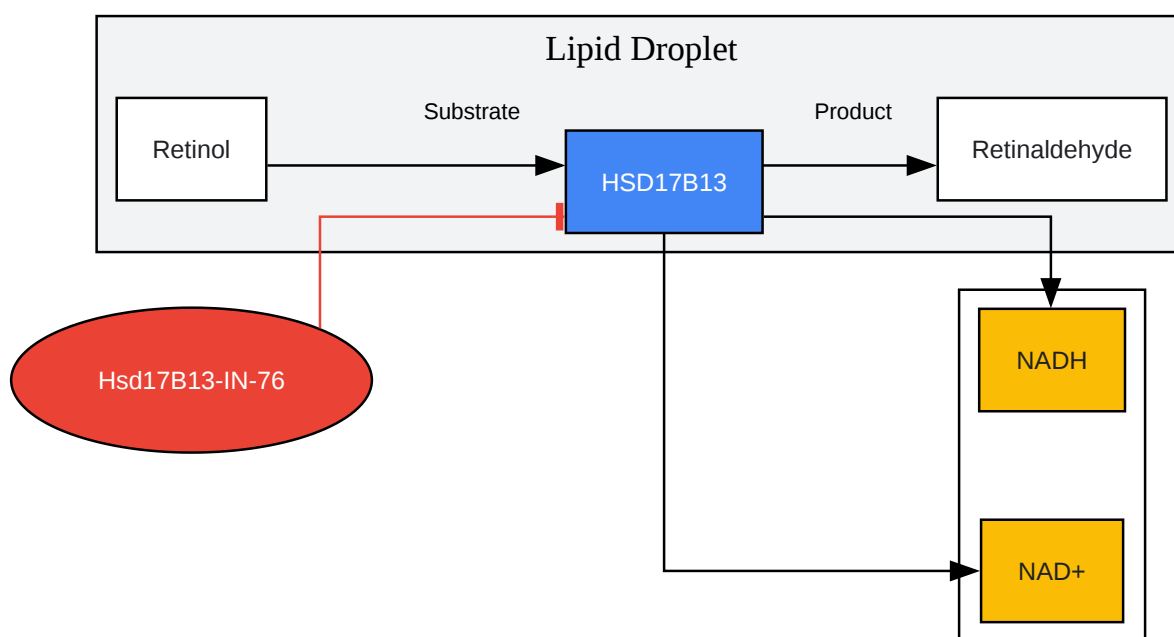 Lipid Droplet
Substrate
Product
Retinol
HSD17B13
Retinaldehyde
Hsd17B13-IN-76
NADH
NAD+